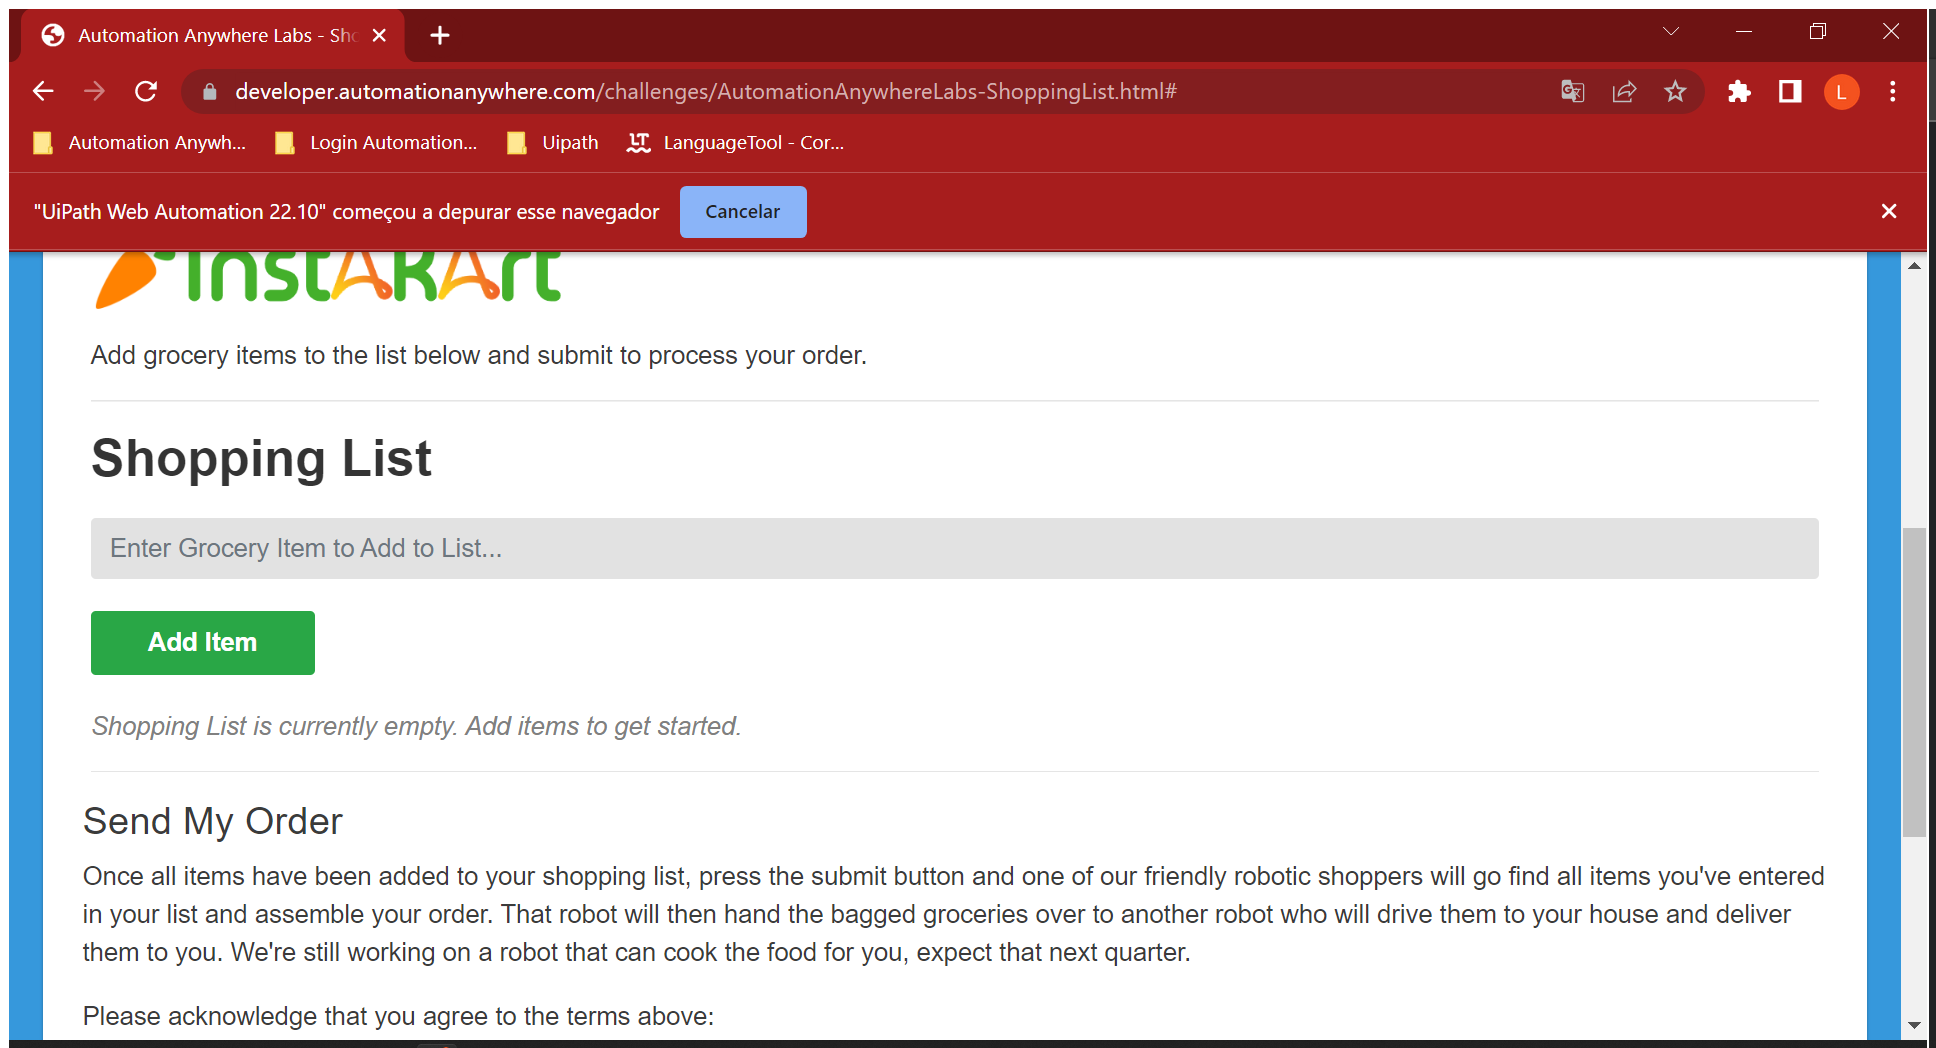 Automation Anywhere Labs - Sho
developer.automationanywhere.com/challenges/AutomationAnywhereLabs-ShoppingList.html#
L
Automation Anywh...
Login Automation...
Uipath
LT
LanguageTool - Cor...
"UiPath Web Automation 22.10" começou a depurar esse navegador
Cancelar
InstAkArt
Add grocery items to the list below and submit to process your order.
Shopping List
Enter Grocery Item to Add to List...
Add Item
Shopping List is currently empty. Add items to get started.
Send My Order
Once all items have been added to your shopping list, press the submit button and one of our friendly robotic shoppers will go find all items you've entered
in your list and assemble your order. That robot will then hand the bagged groceries over to another robot who will drive them to your house and deliver
them to you. We're still working on a robot that can cook the food for you, expect that next quarter.
Please acknowledge that you agree to the terms above: